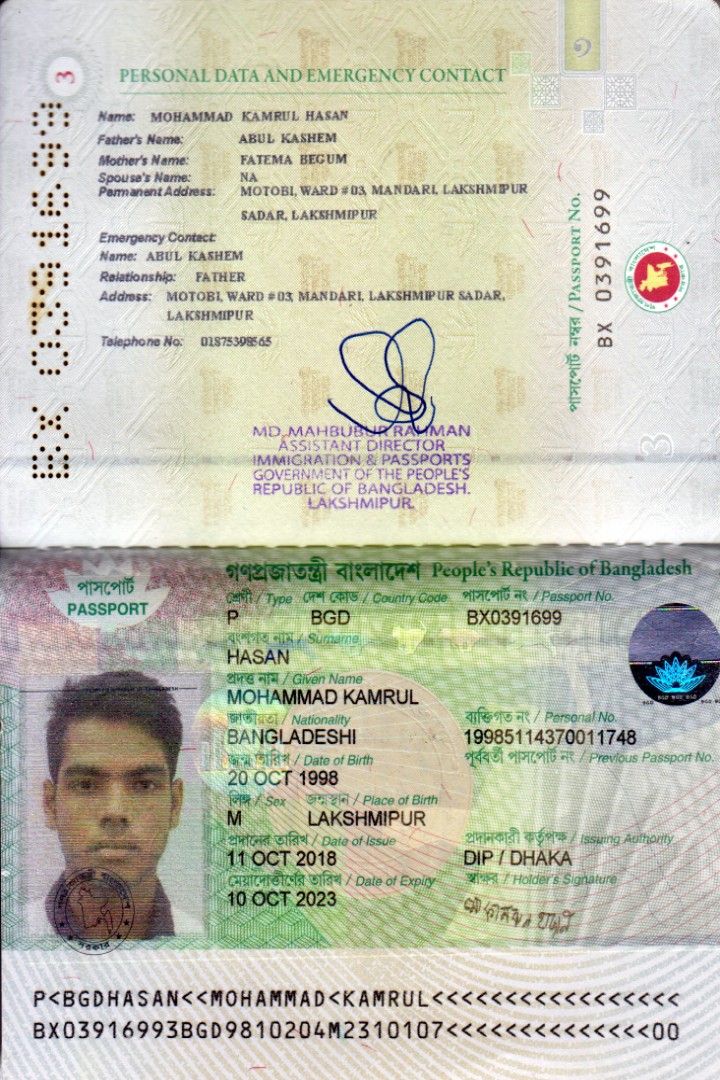 3
PERSONAL DATA AND EMERGENCY CONTACT
Name: MOHAMMAD KAMRUL HASAN
Father's Name: ABUL KASHEM
Mother's Name: FATEMA BEGUM
Spouse's Name: NA
Permanent Address: MOTOBI, WARD # 03, MANDARI, LAKSHMIPUR
SADAR, LAKSHMIPUR
Emergency Contact:
Name: ABUL KASHEM
Relationship: FATHER
Address: MOTOBI, WARD # 03, MANDARI, LAKSHMIPUR SADAR,
LAKSHMIPUR
Telephone No: 01875398565
MD. MAHBUBUR RAHMAN
ASSISTANT DIRECTOR
IMMIGRATION & PASSPORTS
GOVERNMENT OF THE PEOPLE'S
REPUBLIC OF BANGLADESH.
LAKSHMIPUR.
BX 0391699
পাসপোর্ট নম্বর / PASSPORT No.
BX 0391699
3
গণপ্রজাতন্ত্রী বাংলাদেশ People's Republic of Bangladesh
পাসপোর্ট
PASSPORT
শ্রেণী / Type দেশ কোড / Country Code পাসপোর্ট নং / Passport No.
P BGD BX0391699
বংশগত নাম / Surname
HASAN
প্রদত্ত নাম / Given Name
MOHAMMAD KAMRUL
জাতীয়তা / Nationality ব্যক্তিগত নং / Personal No.
BANGLADESHI 19985114370011748
জন্ম তারিখ / Date of Birth পূর্ববর্তী পাসপোর্ট নং / Previous Passport No.
20 OCT 1998
লিঙ্গ / Sex জন্মস্থান / Place of Birth
M LAKSHMIPUR
প্রদানের তারিখ / Date of Issue প্রদানকারী কর্তৃপক্ষ / Issuing Authority
11 OCT 2018 DIP / DHAKA
মেয়াদোত্তীর্ণের তারিখ / Date of Expiry স্বাক্ষর / Holder's Signature
10 OCT 2023
P<BGDHASAN<<MOHAMMAD<KAMRUL<<<<<<<<<<<<<<<<<
BX03916993BGD9810204M2310107<<<<<<<<<<<<<<00